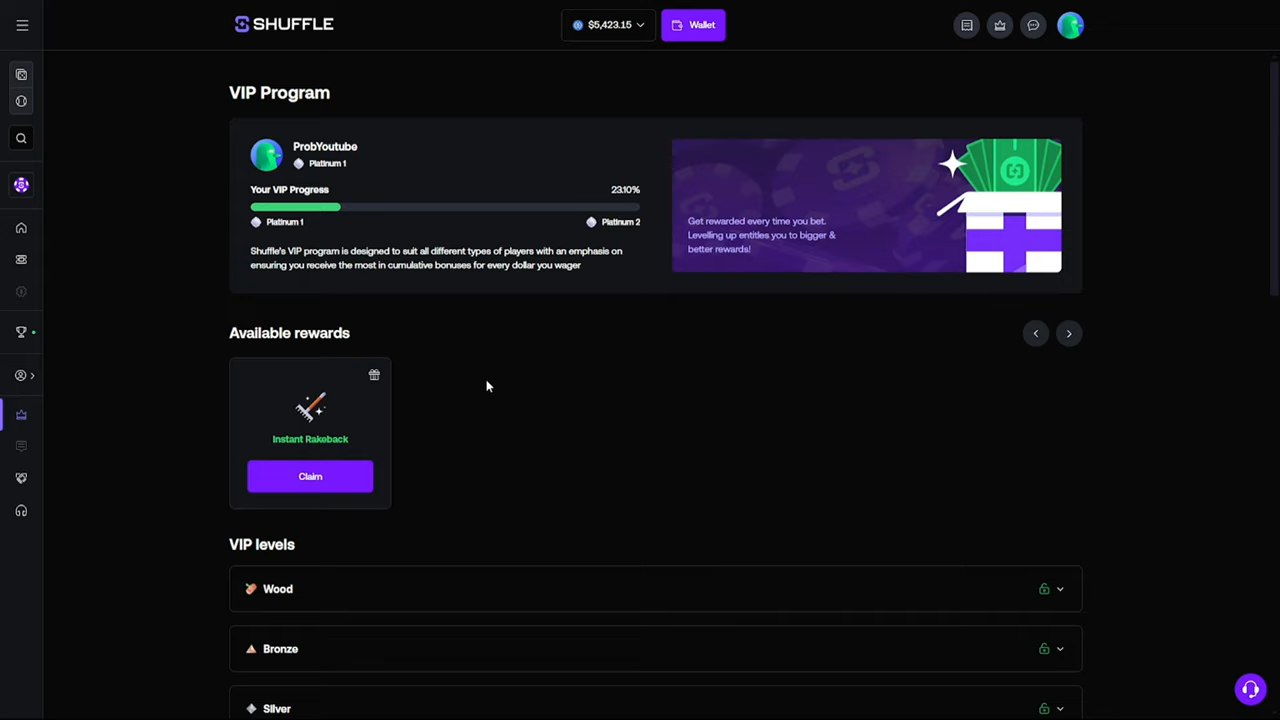 SHUFFLE
$5,423.15
Wallet
VIP Program
ProbYoutube
Platinum 1
Your VIP Progress
23.10%
Platinum 1
Platinum 2
Shuffle's VIP program is designed to suit all different types of players with an emphasis on
ensuring you receive the most in cumulative bonuses for every dollar you wager
Get rewarded every time you bet.
Levelling up entitles you to bigger &
better rewards!
Available rewards
Instant Rakeback
Claim
VIP levels
Wood
Bronze
Silver